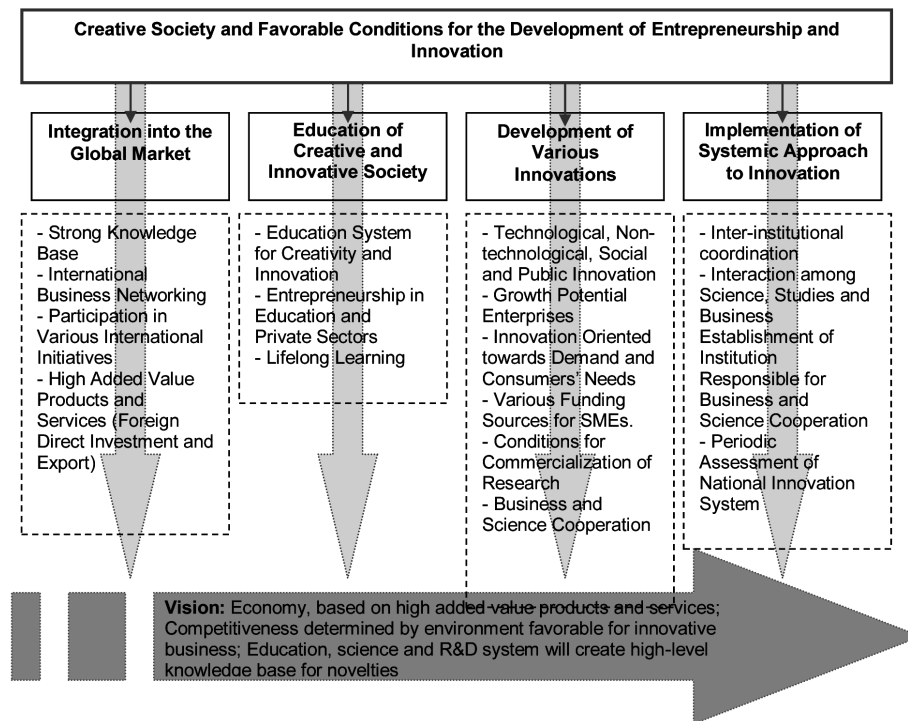 Creative Society and Favorable Conditions for the Development of Entrepreneurship and
Innovation
Integration into the
Global Market
Education of
Creative and
Innovative Society
Development of
Various
Innovations
Implementation of
Systemic Approach
to Innovation
- Strong Knowledge
Base
- International
Business Networking
- Participation in
Various International
Initiatives
- High Added Value
Products and
Services (Foreign
Direct Investment and
Export)
- Education System
for Creativity and
Innovation
- Entrepreneurship in
Education and
Private Sectors
- Lifelong Learning
- Technological, Non-
technological, Social
and Public Innovation
- Growth Potential
Enterprises
- Innovation Oriented
towards Demand and
Consumers' Needs
- Various Funding
Sources for SMEs.
- Conditions for
Commercialization of
Research
- Business and
Science Cooperation
- Inter-institutional
coordination
- Interaction among
Science, Studies and
Business
Establishment of
Institution
Responsible for
Business and
Science Cooperation
- Periodic
Assessment of
National Innovation
System
Vision: Economy, based on high added value products and services;
Competitiveness determined by environment favorable for innovative
business; Education, science and R&D system will create high-level
knowledge base for novelties